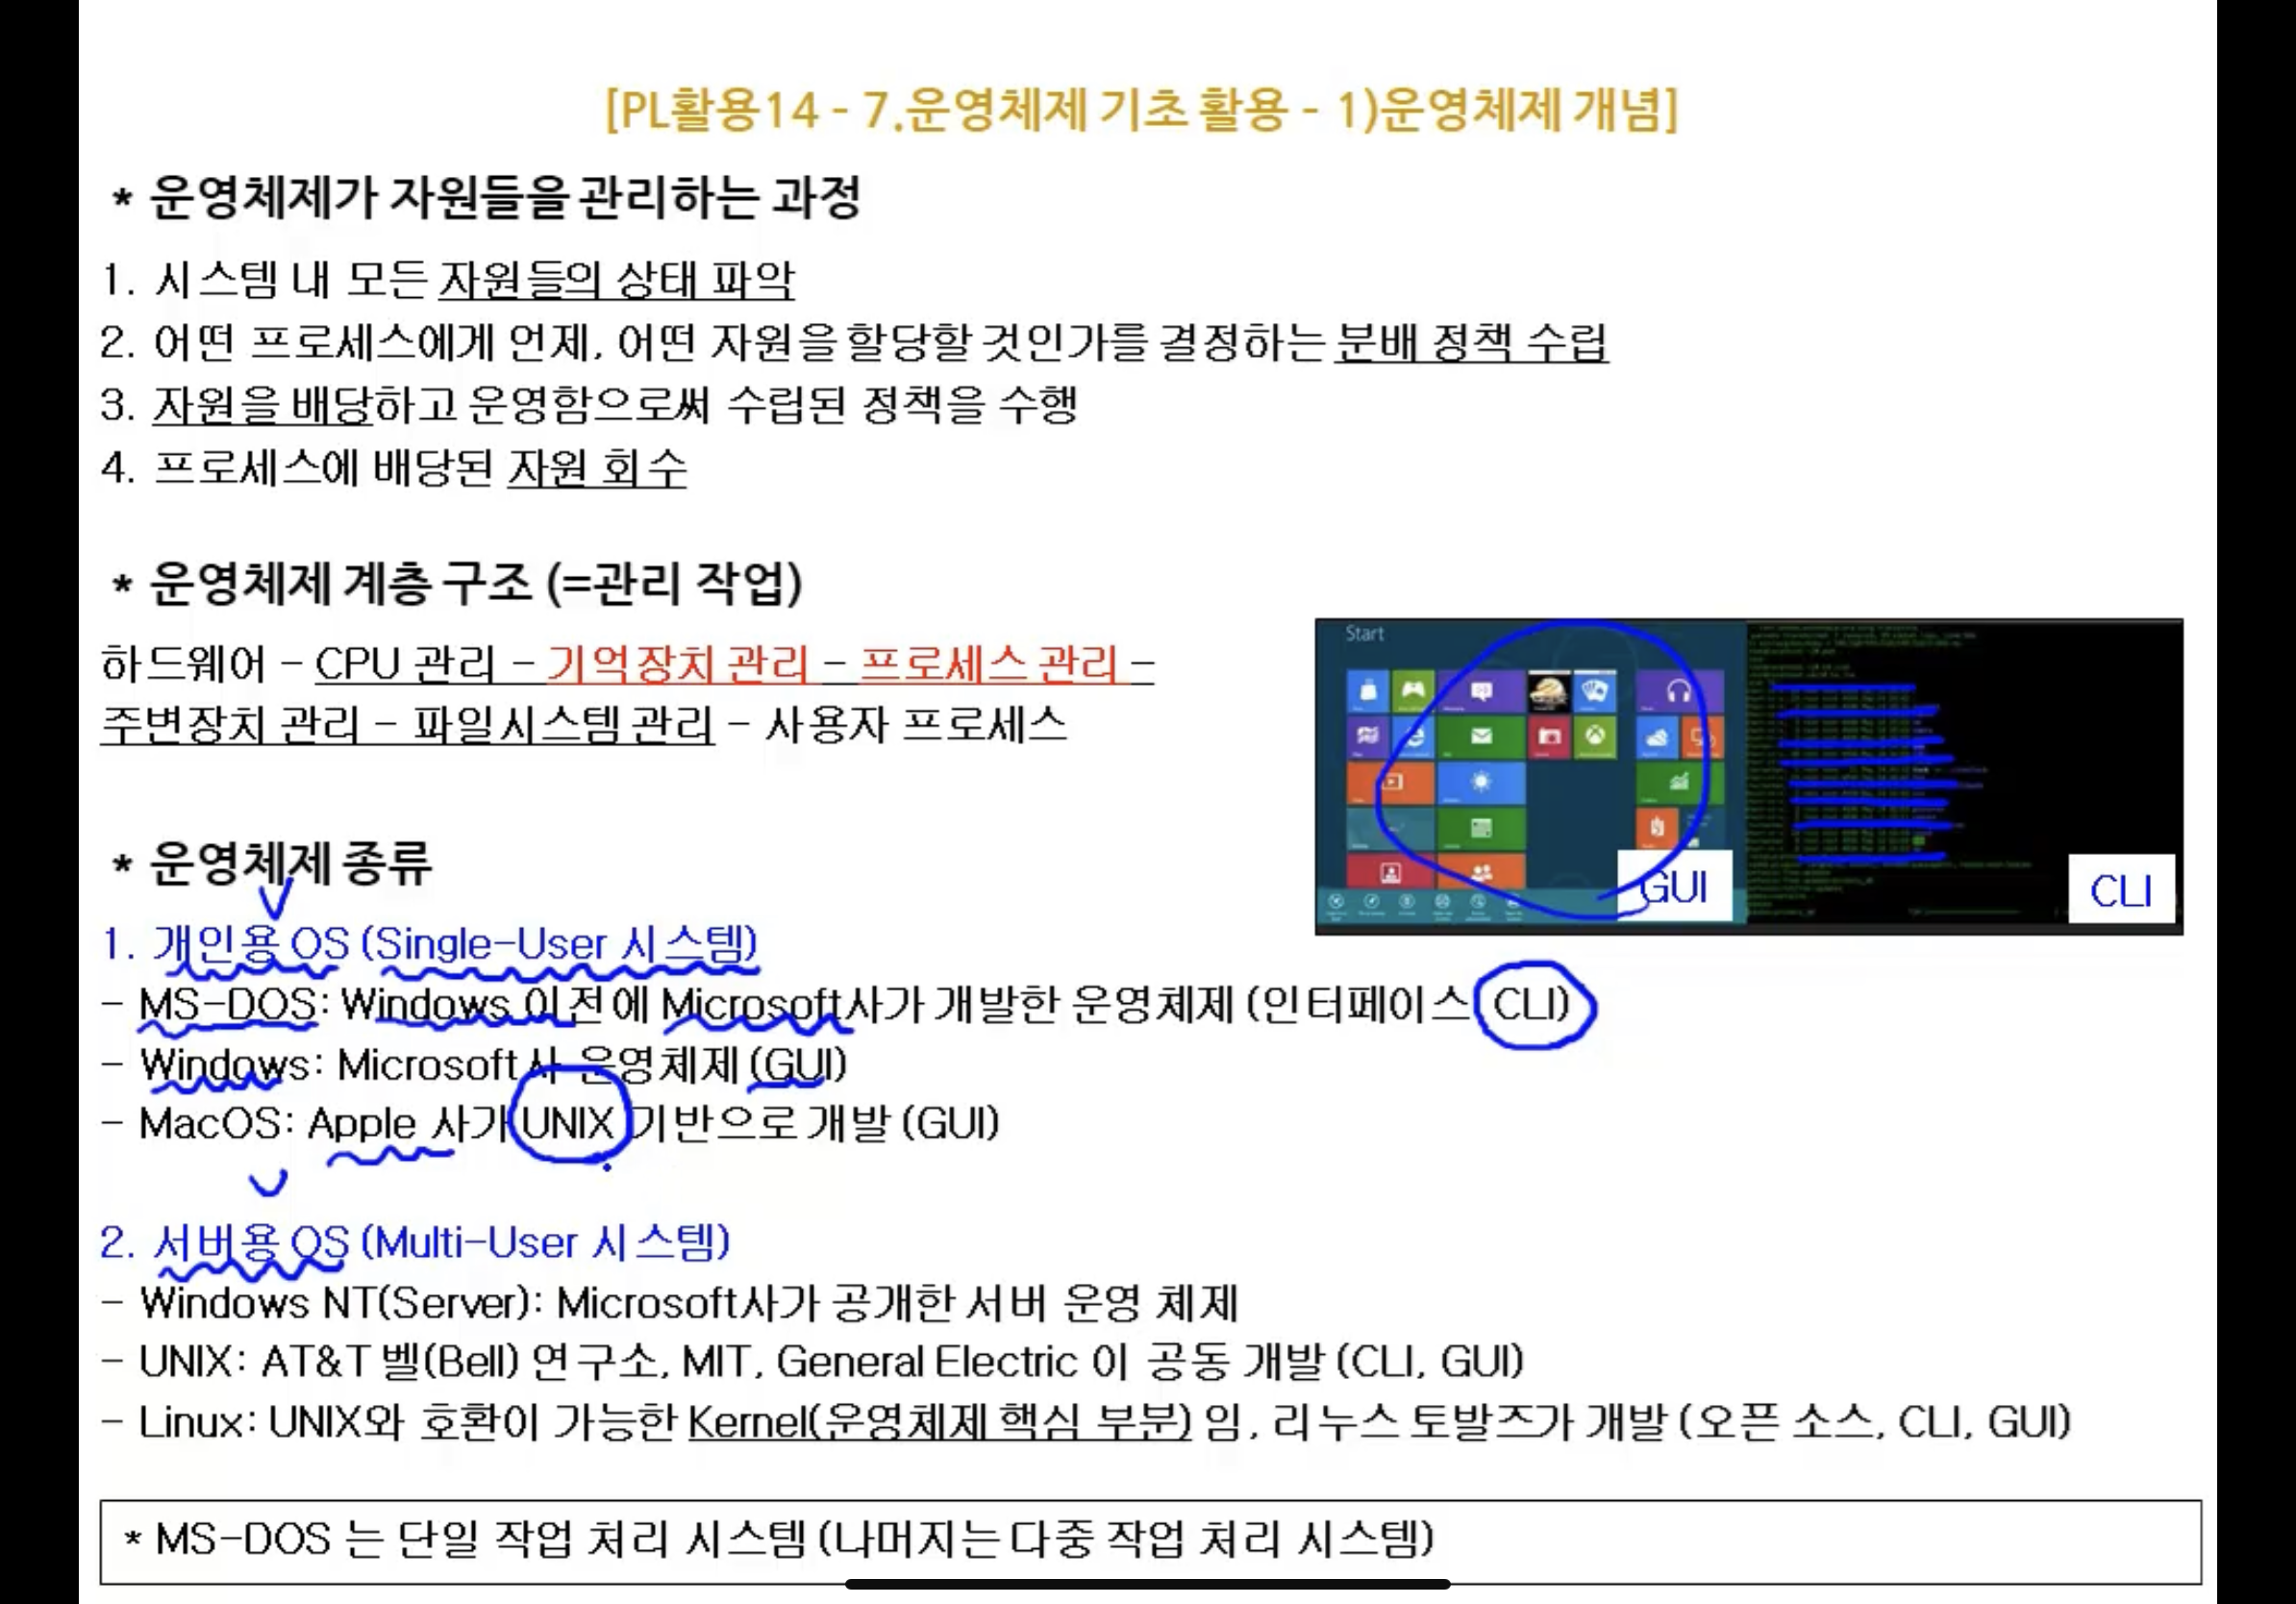 [PL활용14 - 7.운영체제 기초 활용 - 1)운영체제 개념]
* 운영체제가 자원들을 관리하는 과정
1. 시스템 내 모든 자원들의 상태 파악
2. 어떤 프로세스에게 언제, 어떤 자원을 할당할 것인가를 결정하는 분배 정책 수립
3. 자원을 배당하고 운영함으로써 수립된 정책을 수행
4. 프로세스에 배당된 자원 회수
* 운영체제 계층 구조 (=관리 작업)
하드웨어 - CPU 관리 - 기억장치 관리 - 프로세스 관리 -
주변장치 관리 - 파일시스템 관리 - 사용자 프로세스
Start
GUI
CLI
* 운영체제 종류
1. 개인용 OS (Single-User 시스템)
- MS-DOS: Windows 이전에 Microsoft사가 개발한 운영체제 (인터페이스 CLI)
- Windows: Microsoft사 운영체제 (GUI)
- MacOS: Apple 사가 UNIX 기반으로 개발 (GUI)
2. 서버용 OS (Multi-User 시스템)
- Windows NT(Server): Microsoft사가 공개한 서버 운영 체제
- UNIX: AT&T 벨(Bell) 연구소, MIT, General Electric 이 공동 개발 (CLI, GUI)
- Linux: UNIX와 호환이 가능한 Kernel(운영체제 핵심 부분) 임, 리누스 토발즈가 개발 (오픈 소스, CLI, GUI)
* MS-DOS 는 단일 작업 처리 시스템 (나머지는 다중 작업 처리 시스템)